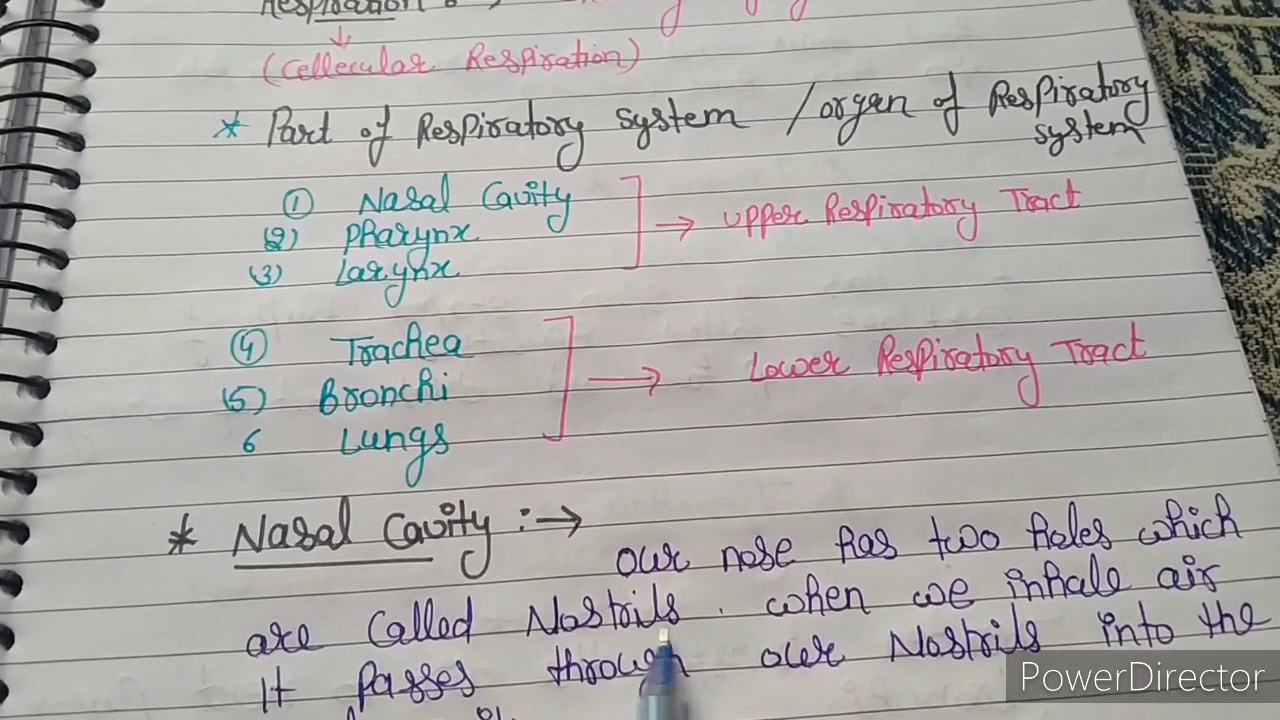 Respiration :
(Cellecular Respiration)
* Part of Respiratory system / organ of Respiratory
system
① Nasal Cavity
(2) Pharynx
(3) Larynx
→ upper Respiratory Tract
④ Trachea
(5) Bronchi
6 Lungs
→ Lower Respiratory Tract
* Nasal Cavity :→
our nose has two holes which
are Called Nostrils . when we inhale air
It Passes through our Nostrils into the
PowerDirector